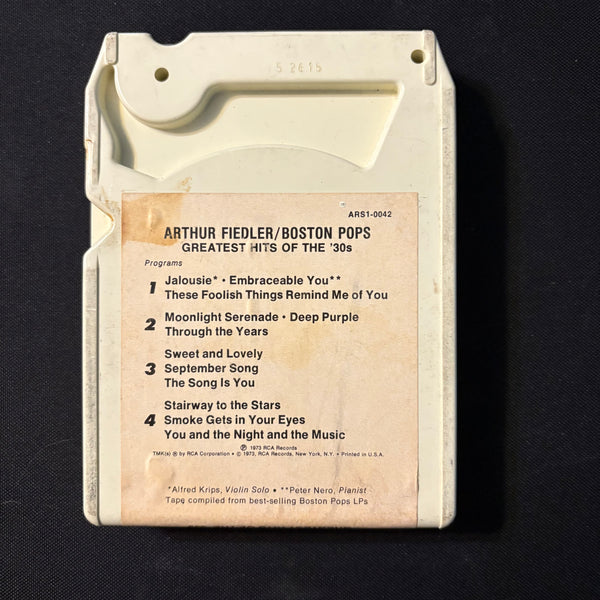 5 2615
ARS1-0042
ARTHUR FIEDLER/BOSTON POPS
GREATEST HITS OF THE '30s
Programs
1 Jalousie* • Embraceable You**
These Foolish Things Remind Me of You
2 Moonlight Serenade • Deep Purple
Through the Years
3 Sweet and Lovely
September Song
The Song Is You
4 Stairway to the Stars
Smoke Gets in Your Eyes
You and the Night and the Music
℗ 1973 RCA Records
TMK(s) ® by RCA Corporation • © 1973, RCA Records, New York, N.Y. • Printed in U.S.A.
*Alfred Krips, Violin Solo • **Peter Nero, Pianist
Tape compiled from best-selling Boston Pops LPs